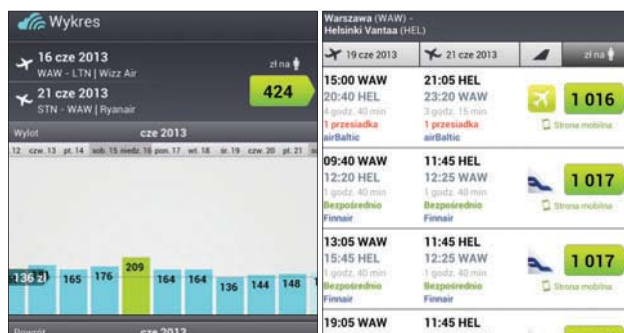 Wykres
16 cze 2013
WAW - LTN | Wizz Air
21 cze 2013
STN - WAW | Ryanair
zł na
424
Wylot cze 2013
12 czw. 13 pt. 14 sob. 15 niedz. 16 pon. 17 wt. 18 śr. 19 czw. 20 pt. 21
136 zł 165 176 209 164 164 136 144 148
Powrót cze 2013
Warszawa (WAW) -
Helsinki Vantaa (HEL)
19 cze 2013 21 cze 2013 zł na
15:00 WAW 21:05 HEL
20:40 HEL 23:20 WAW
4 godz. 40 min 3 godz. 15 min
1 przesiadka 1 przesiadka
airBaltic airBaltic
1 016
Strona mobilna
09:40 WAW 11:45 HEL
12:20 HEL 12:25 WAW
1 godz. 40 min 1 godz. 40 min
Bezpośrednio Bezpośrednio
Finnair Finnair
1 017
Strona mobilna
13:05 WAW 11:45 HEL
15:45 HEL 12:25 WAW
1 godz. 40 min 1 godz. 40 min
Bezpośrednio Bezpośrednio
Finnair Finnair
1 017
Strona mobilna
19:05 WAW 11:45 HEL